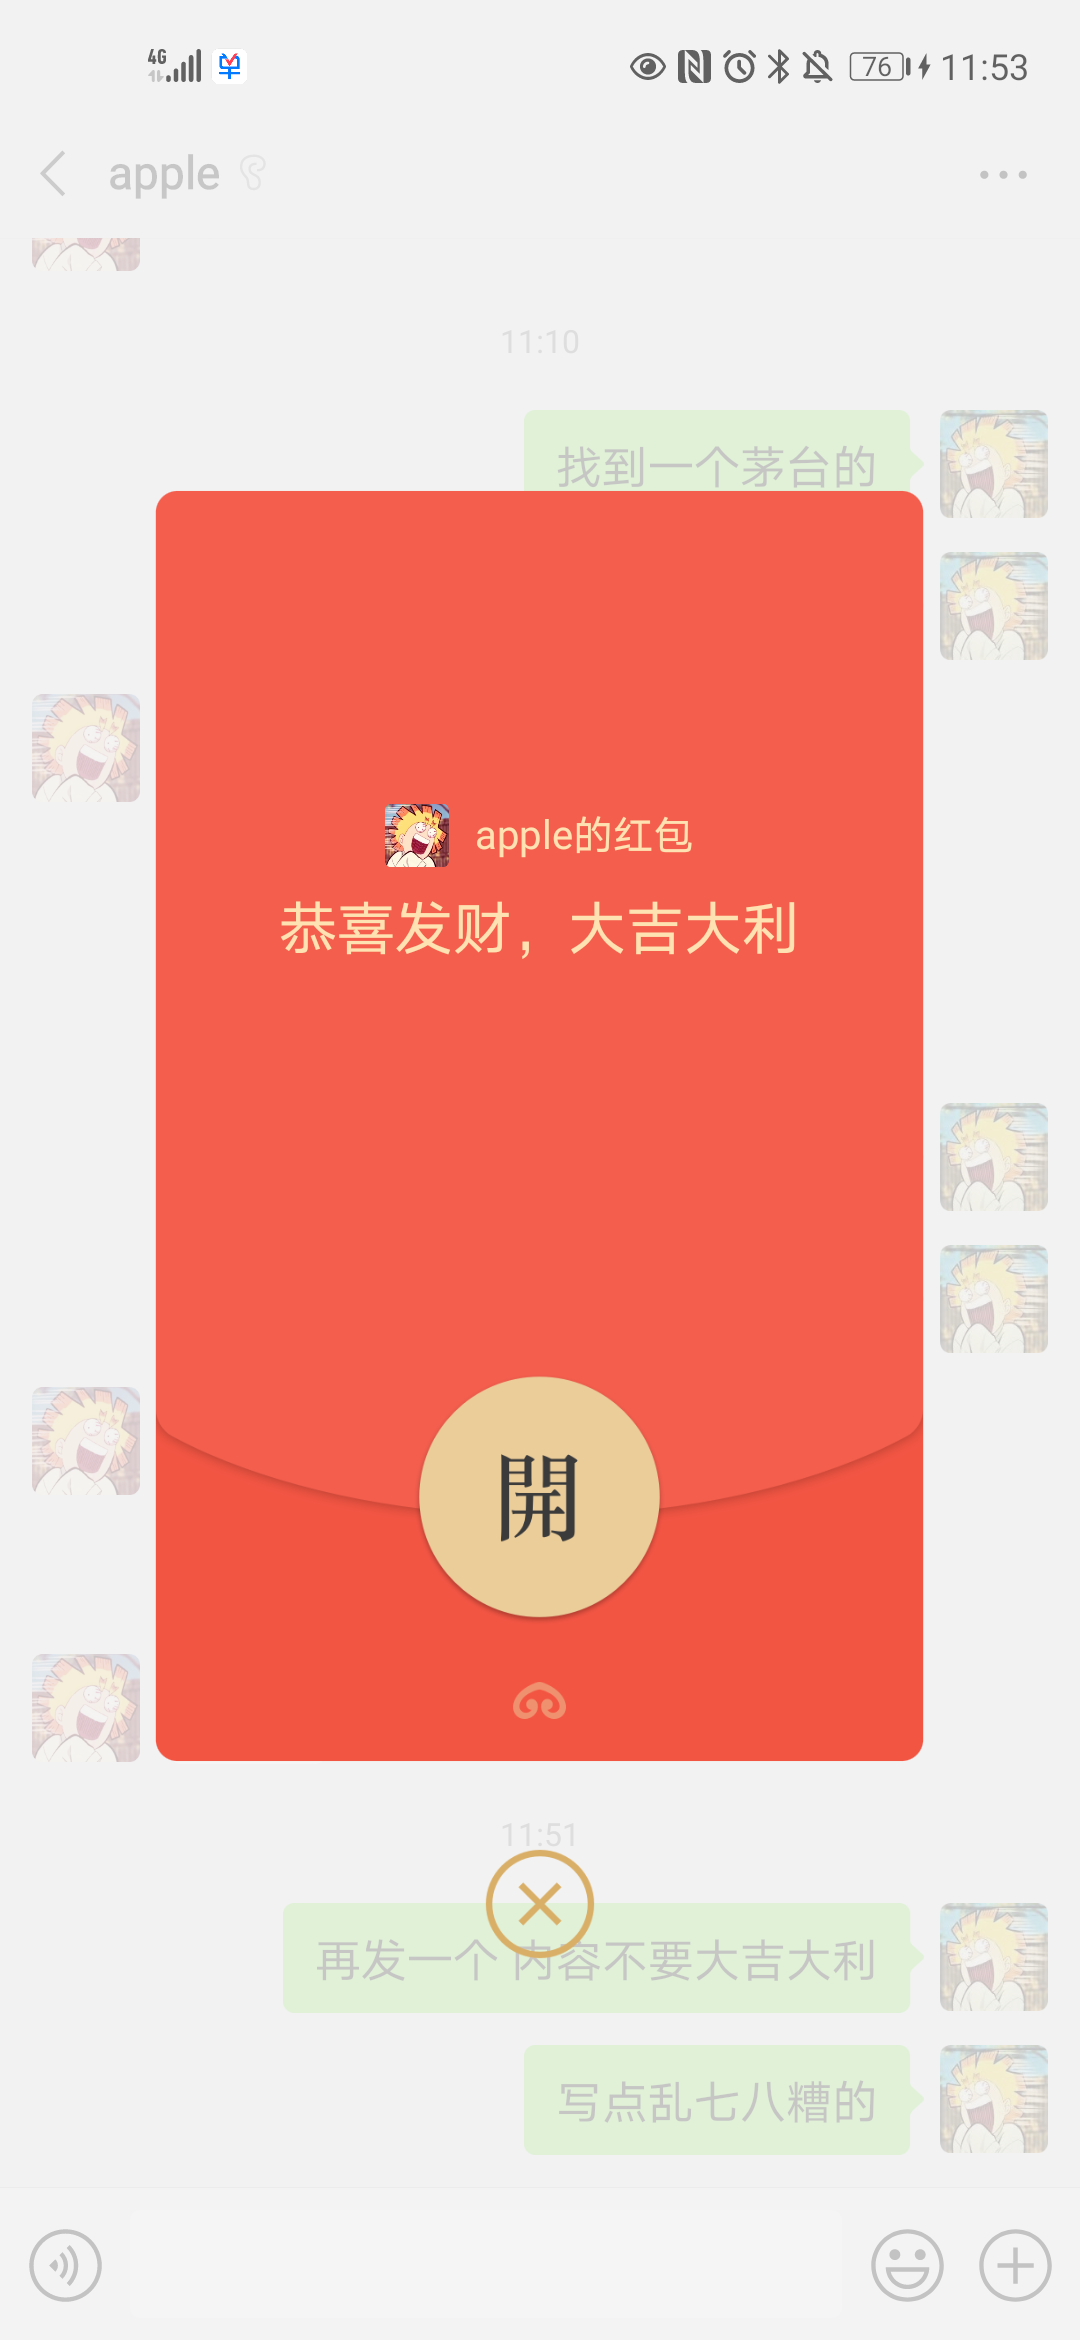 4G
76
11:53
apple
11:10
找到一个茅台的
apple的红包
恭喜发财，大吉大利
開
11:51
再发一个 内容不要大吉大利
写点乱七八糟的